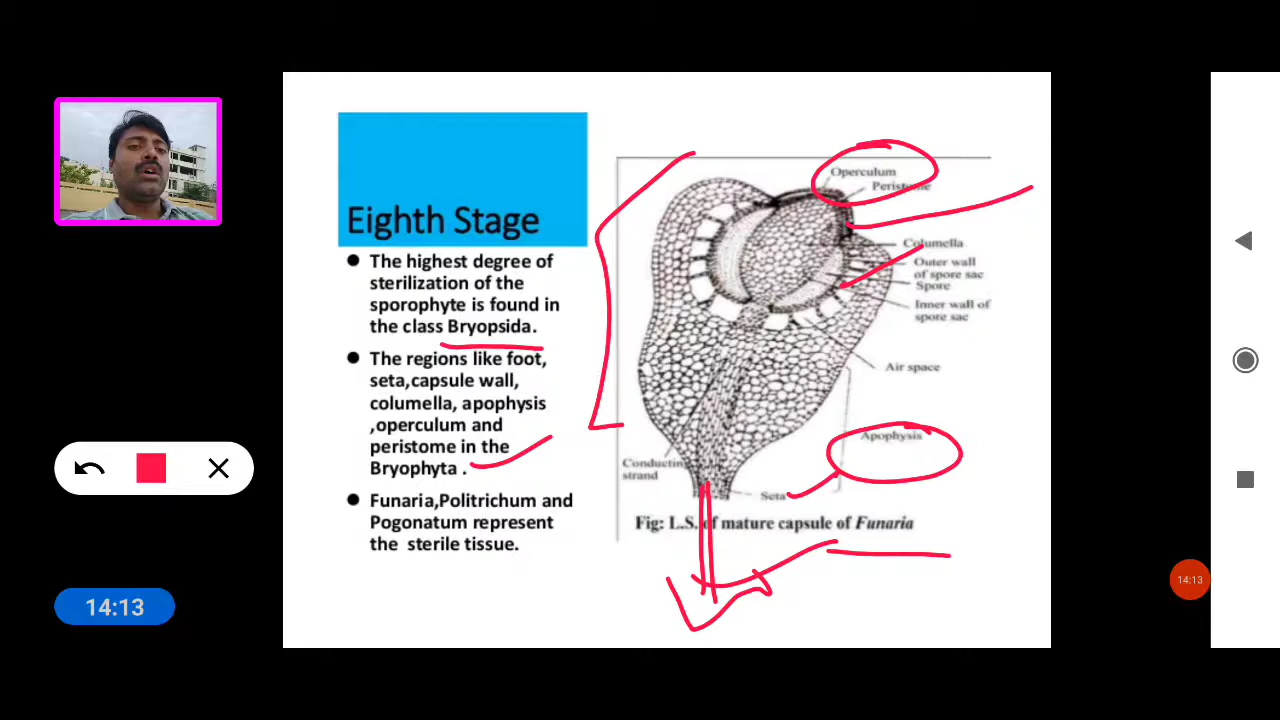 Eighth Stage
The highest degree of
sterilization of the
sporophyte is found in
the class Bryopsida.
The regions like foot,
seta,capsule wall,
columella, apophysis
,operculum and
peristome in the
Bryophyta .
Funaria,Politrichum and
Pogonatum represent
the sterile tissue.
Operculum
Peristome
Columella
Outer wall
of spore sac
Spore
Inner wall of
spore sac
Air space
Apophysis
Conducting
strand
Seta
Fig: L.S. of mature capsule of Funaria
14:13
14:13